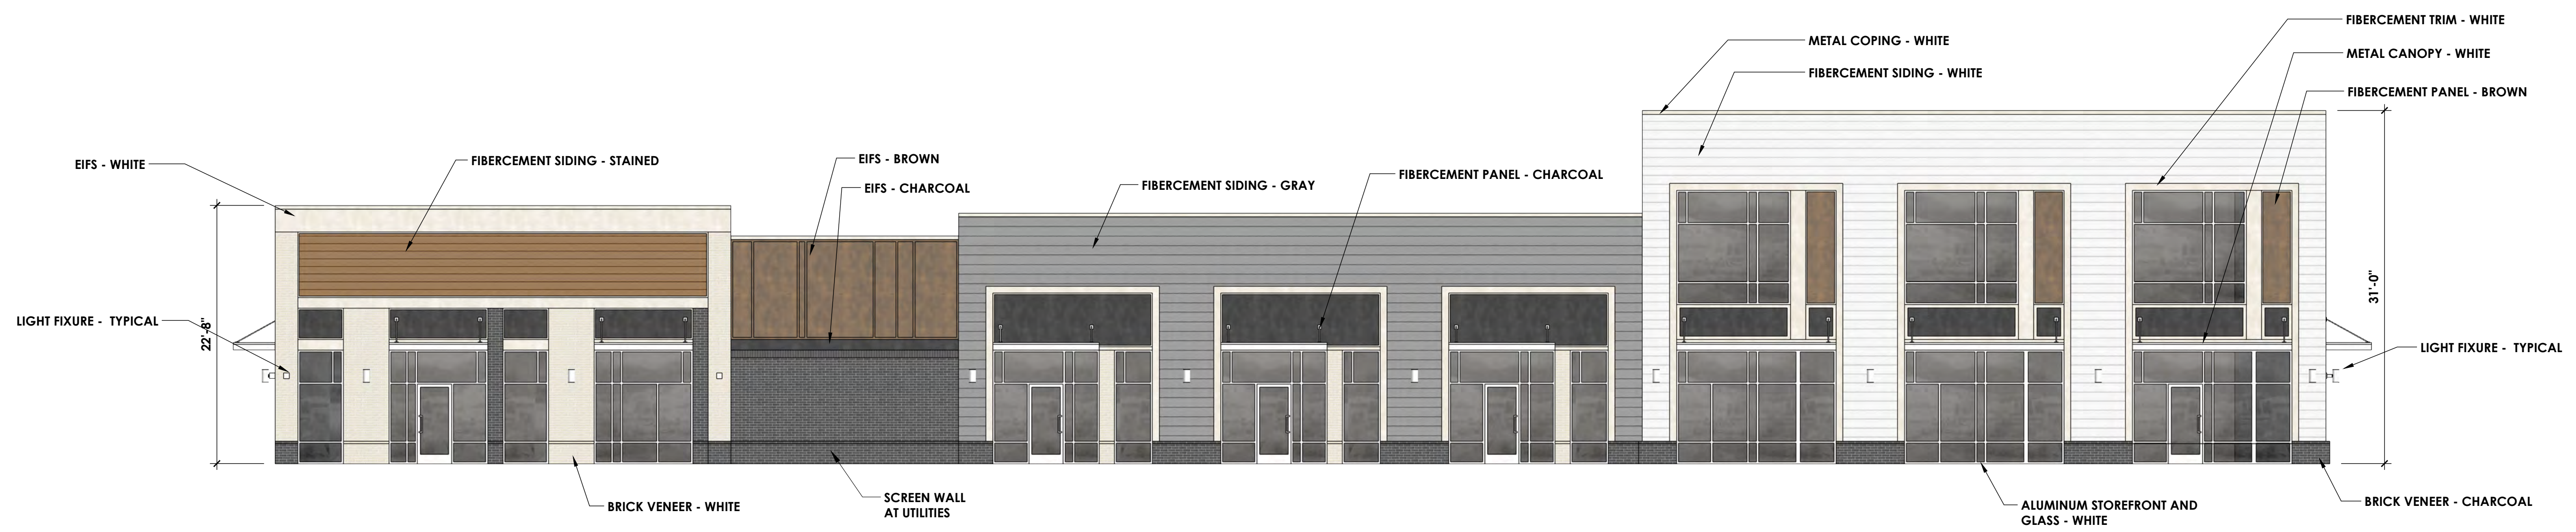 FIBERCEMENT TRIM - WHITE
METAL COPING - WHITE
METAL CANOPY - WHITE
FIBERCEMENT SIDING - WHITE
FIBERCEMENT PANEL - BROWN
EIFS - WHITE
FIBERCEMENT SIDING - STAINED
EIFS - BROWN
EIFS - CHARCOAL
FIBERCEMENT SIDING - GRAY
FIBERCEMENT PANEL - CHARCOAL
LIGHT FIXTURE - TYPICAL
22'-8"
31'-0"
LIGHT FIXTURE - TYPICAL
BRICK VENEER - WHITE
SCREEN WALL
AT UTILITIES
ALUMINUM STOREFRONT AND
GLASS - WHITE
BRICK VENEER - CHARCOAL